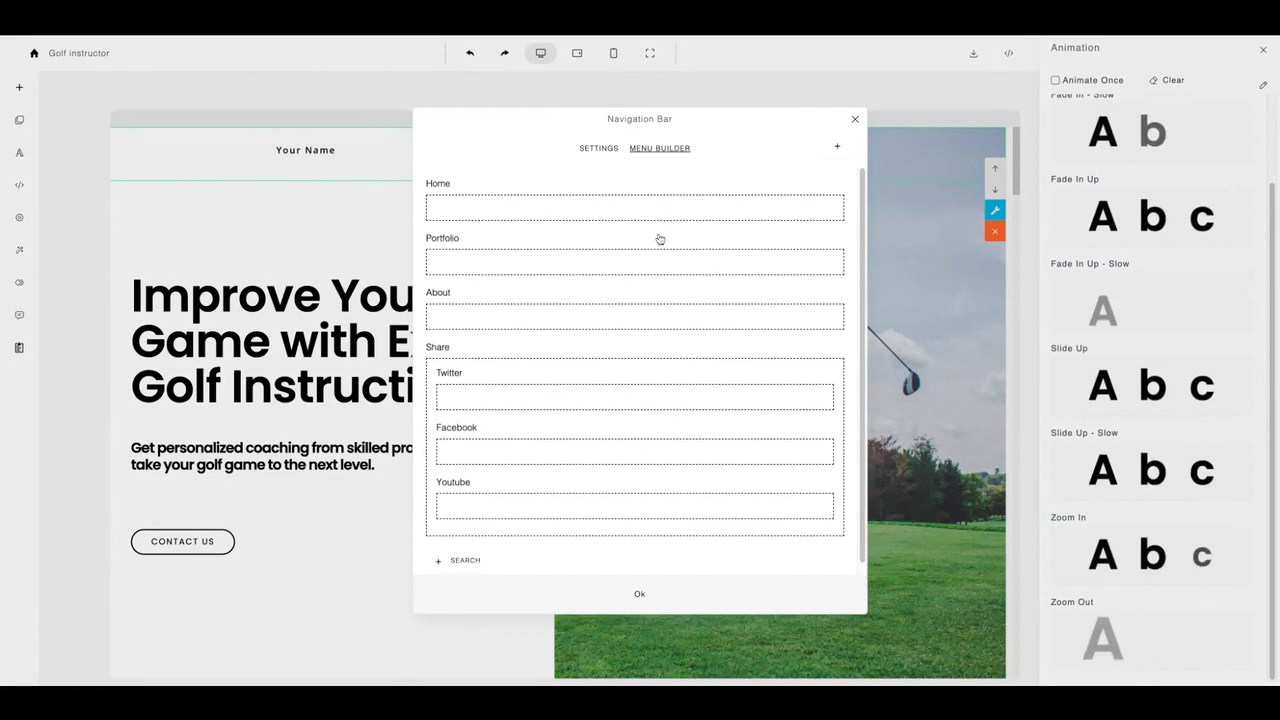 Golf instructor
Animation
Animate Once
Clear
Your Name
Improve You
Game with E
Golf Instructi
Get personalized coaching from skilled pro
take your golf game to the next level.
CONTACT US
Navigation Bar
SETTINGS
MENU BUILDER
Home
Portfolio
About
Share
Twitter
Facebook
Youtube
SEARCH
Ok
Fade In - Slow
A b
Fade In Up
A b c
Fade In Up - Slow
A
Slide Up
A b c
Slide Up - Slow
A b c
Zoom In
A b c
Zoom Out
A